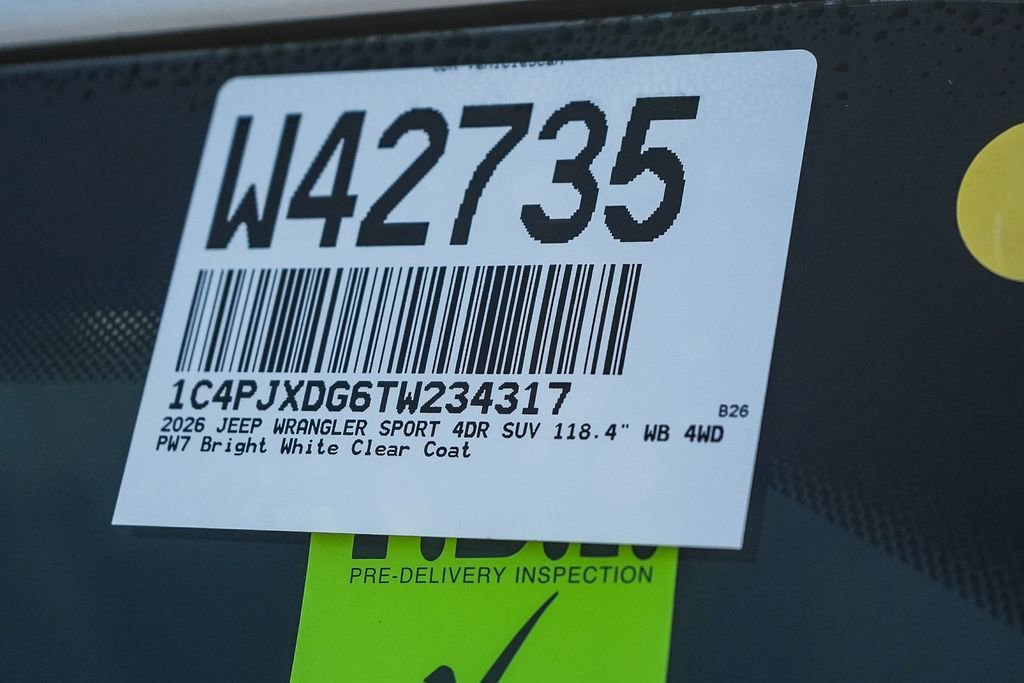 W42735
1C4PJXDG6TW234317
B26
2026 JEEP WRANGLER SPORT 4DR SUV 118.4" WB 4WD
PW7 Bright White Clear Coat
PRE-DELIVERY INSPECTION